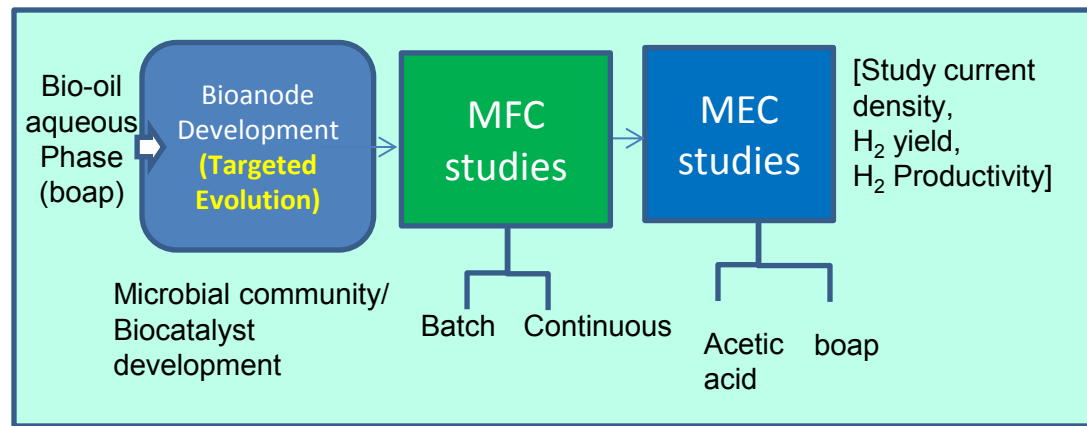 Bio-oil
aqueous
Phase
(boap)
Bioanode
Development
(Targeted
Evolution)
Microbial community/
Biocatalyst
development
MFC
studies
Batch
Continuous
MEC
studies
Acetic
acid
boap
[Study current
density,
H₂ yield,
H₂ Productivity]